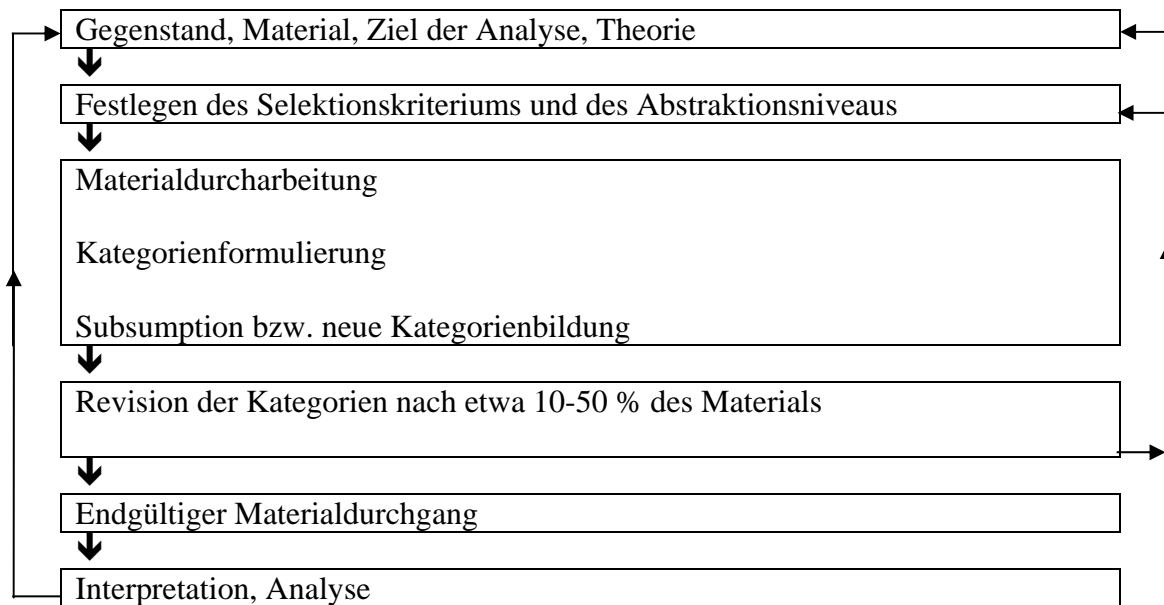 Gegenstand, Material, Ziel der Analyse, Theorie
Festlegen des Selektionskriteriums und des Abstraktionsniveaus
Materialdurcharbeitung
Kategorienformulierung
Subsumption bzw. neue Kategorienbildung
Revision der Kategorien nach etwa 10-50 % des Materials
Endgültiger Materialdurchgang
Interpretation, Analyse